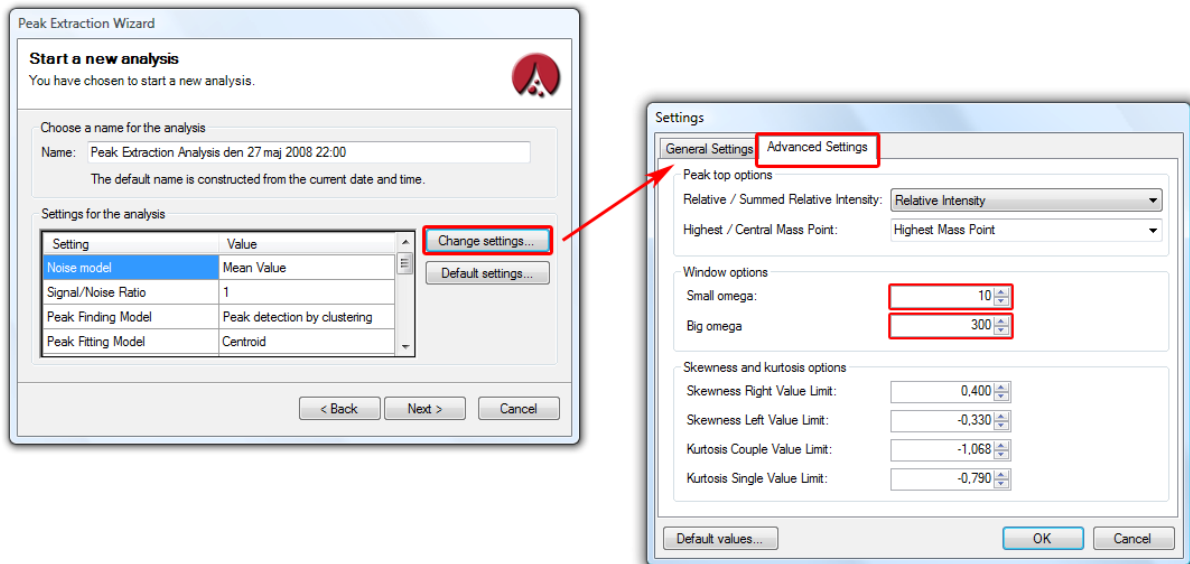 Peak Extraction Wizard
Start a new analysis
You have chosen to start a new analysis.
Choose a name for the analysis
Name: Peak Extraction Analysis den 27 maj 2008 22:00
The default name is constructed from the current date and time.
Settings for the analysis
Setting Value
Noise model Mean Value
Signal/Noise Ratio 1
Peak Finding Model Peak detection by clustering
Peak Fitting Model Centroid
Change settings...
Default settings...
< Back Next > Cancel
Settings
General Settings Advanced Settings
Peak top options
Relative / Summed Relative Intensity: Relative Intensity
Highest / Central Mass Point: Highest Mass Point
Window options
Small omega: 10
Big omega 300
Skewness and kurtosis options
Skewness Right Value Limit: 0,400
Skewness Left Value Limit: -0,330
Kurtosis Couple Value Limit: -1,068
Kurtosis Single Value Limit: -0,790
Default values... OK Cancel